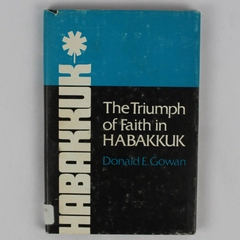 HABAKKUK
The Triumph
of Faith in
HABAKKUK
Donald E. Gowan